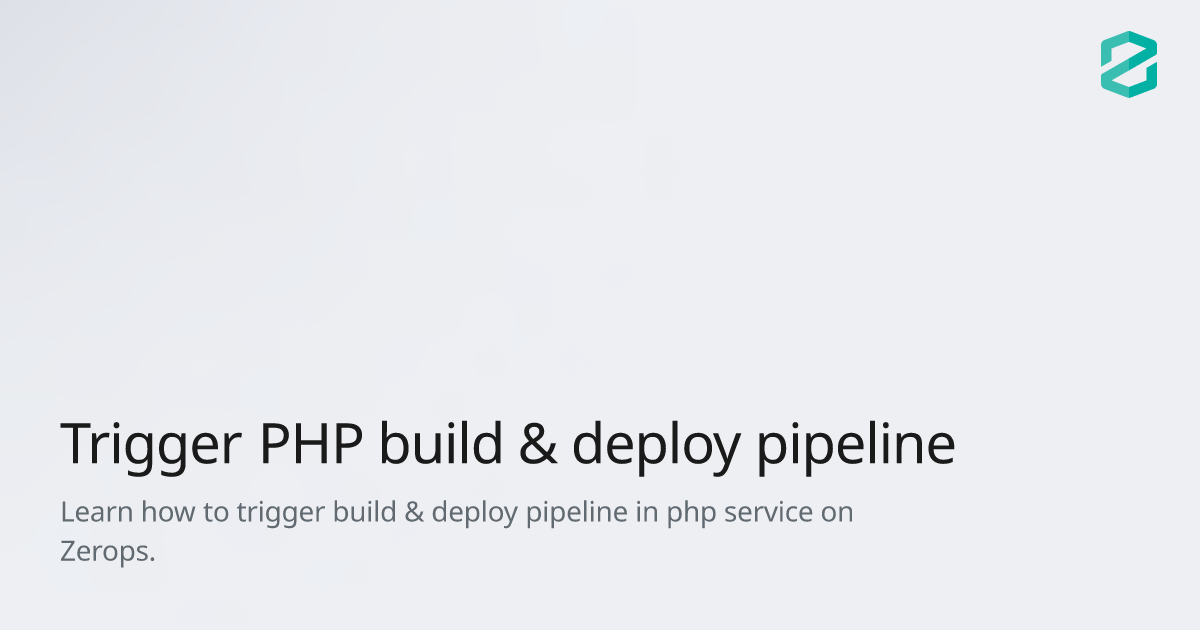 Trigger PHP build & deploy pipeline
Learn how to trigger build & deploy pipeline in php service on
Zerops.